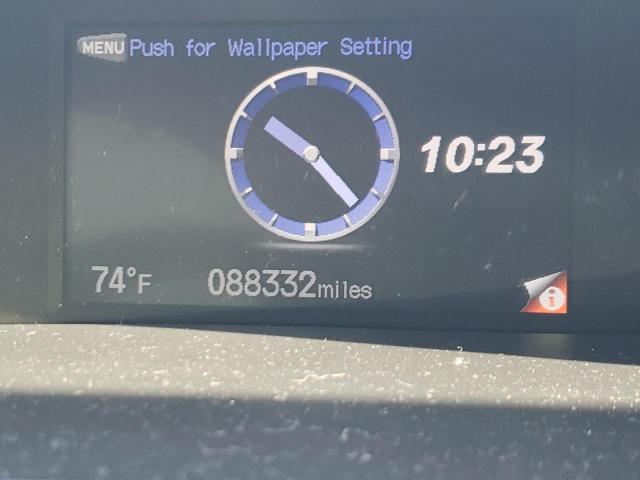 MENU Push for Wallpaper Setting
10:23
74°F 088332miles
i